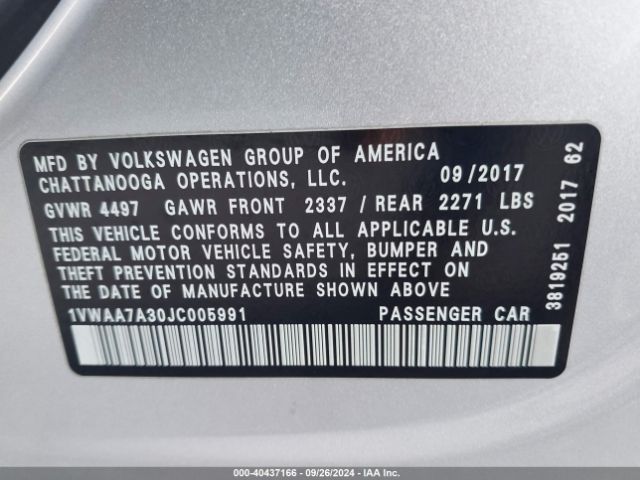 MFD BY VOLKSWAGEN GROUP OF AMERICA
CHATTANOOGA OPERATIONS, LLC. 09/2017
GVWR 4497 GAWR FRONT 2337 / REAR 2271 LBS
THIS VEHICLE CONFORMS TO ALL APPLICABLE U.S.
FEDERAL MOTOR VEHICLE SAFETY, BUMPER AND
THEFT PREVENTION STANDARDS IN EFFECT ON
THE DATE OF MANUFACTURE SHOWN ABOVE
1VWAA7A30JC005991 PASSENGER CAR
3819251 2017 62
000-40437166 - 09/26/2024 - IAA Inc.